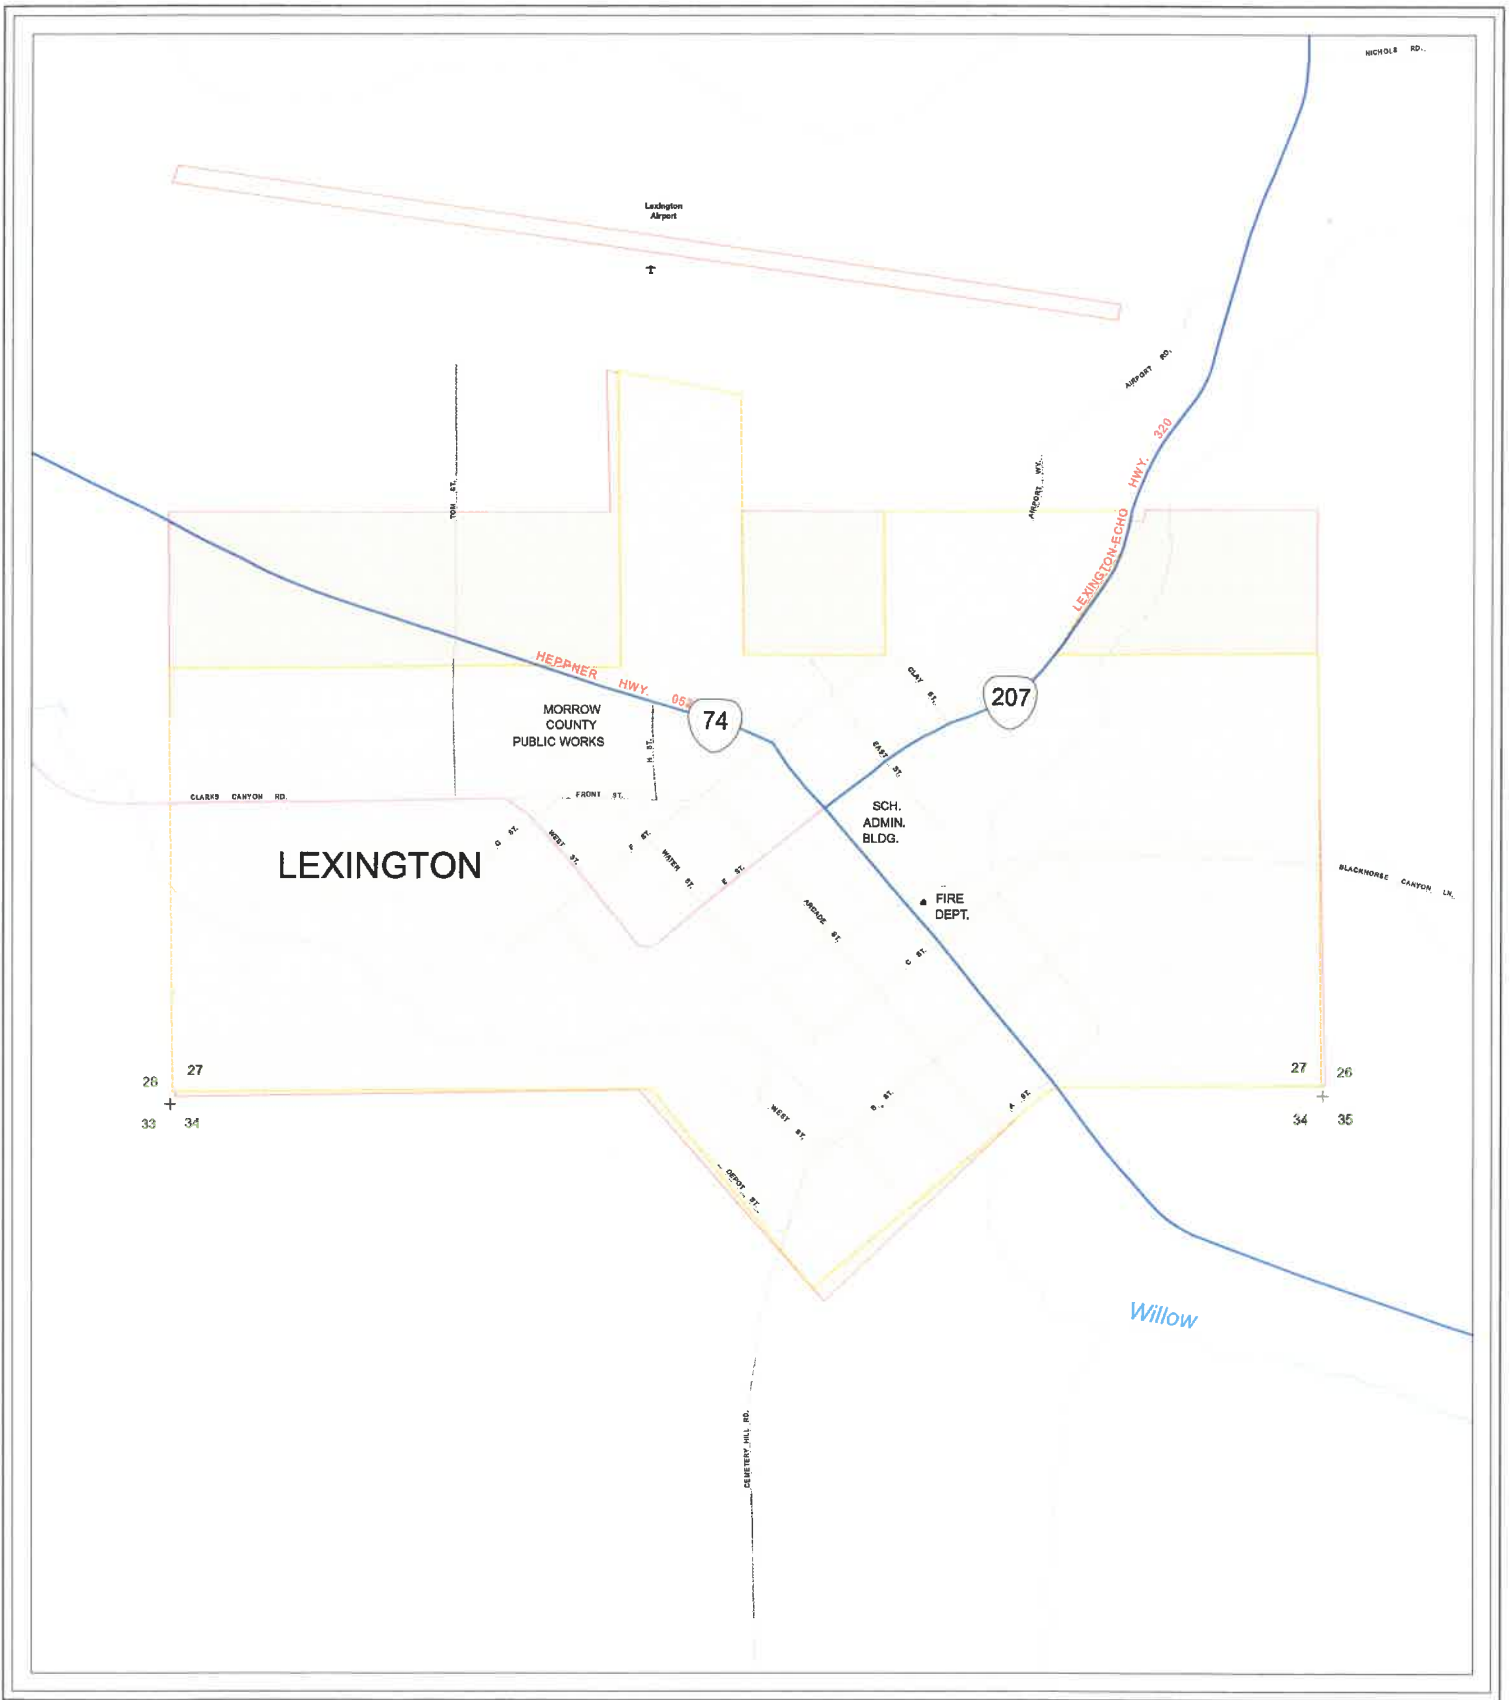 NICHOLS RD.
Lexington
Airport
AIRPORT RD.
LEXINGTON-ECHO HWY. 320
AIRPORT WY.
TOM ST.
HEPPNER HWY. 052
74
207
CLAY ST.
EAST ST.
MORROW
COUNTY
PUBLIC WORKS
H ST.
CLARKS CANYON RD.
FRONT ST.
SCH.
ADMIN.
BLDG.
G ST.
WEST ST.
F ST.
WATER ST.
E ST.
LEXINGTON
BLACKHORSE CANYON LN.
FIRE
DEPT.
ARCADE ST.
C ST.
28 27
33 34
27 26
34 35
WEST ST.
B ST.
A ST.
DEPOT ST.
Willow
CEMETERY HILL RD.